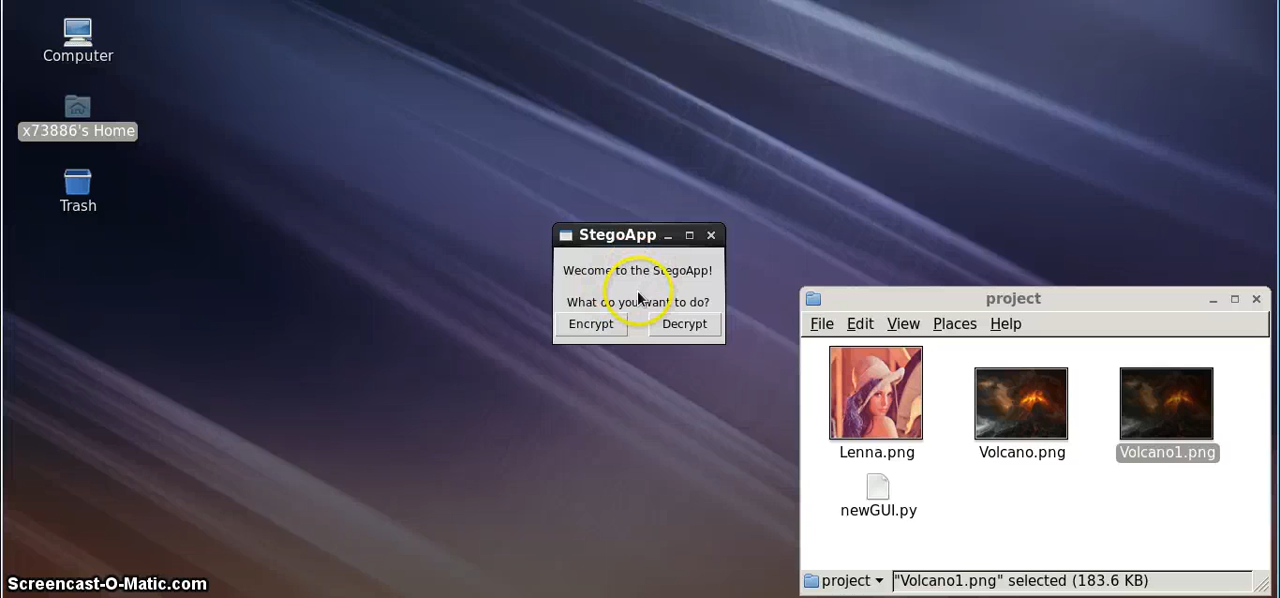 Computer
x73886's Home
Trash
StegoApp
Wecome to the StegoApp!
What do you want to do?
Encrypt Decrypt
project
File Edit View Places Help
Lenna.png Volcano.png Volcano1.png
newGUI.py
project "Volcano1.png" selected (183.6 KB)
Screencast-O-Matic.com